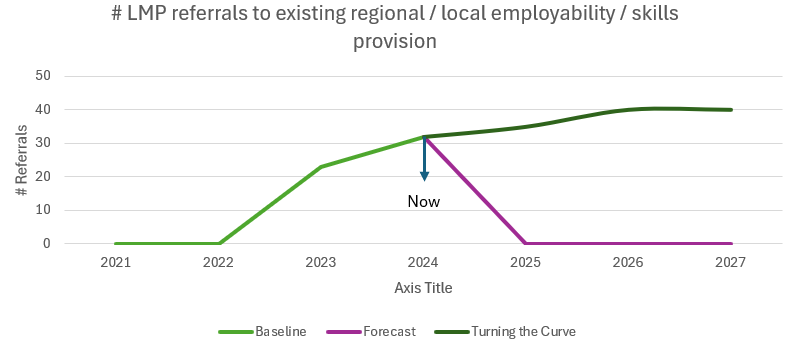 # LMP referrals to existing regional / local employability / skills
provision
50
40
30
20
10
0
# Referrals
Now
2021 2022 2023 2024 2025 2026 2027
Axis Title
Baseline Forecast Turning the Curve